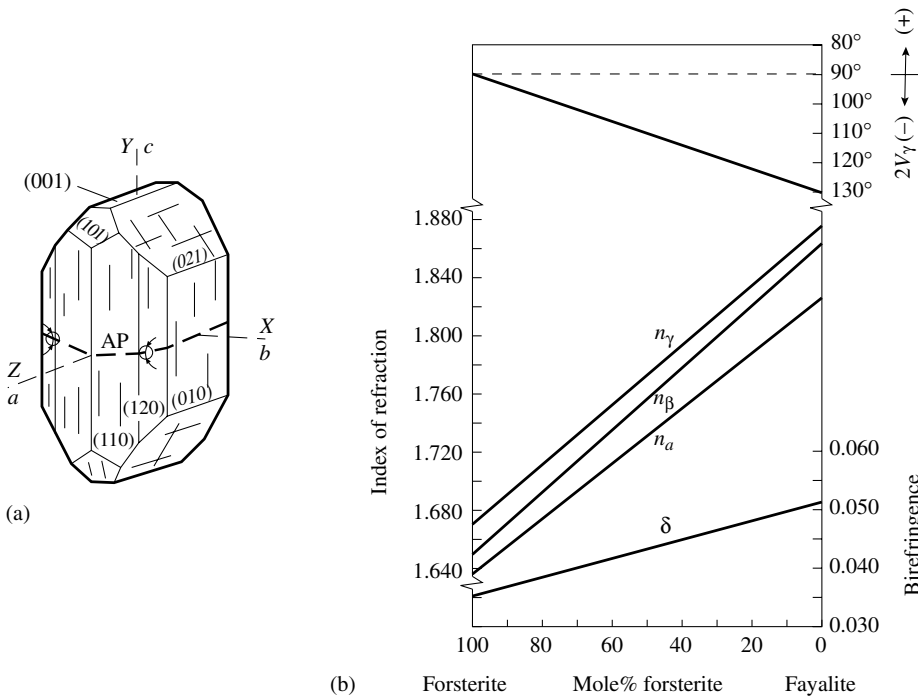 Y c
(001)
(101)
(021)
AP
X
b
Z
a
(120)
(010)
(110)
(a)
80°
90°
100°
110°
120°
130°
2Vγ (−) (+)
1.880
1.840
1.800
1.760
1.720
1.680
1.640
Index of refraction
nγ
nβ
na
δ
0.060
0.050
0.040
0.030
Birefringence
100 80 60 40 20 0
(b) Forsterite Mole% forsterite Fayalite